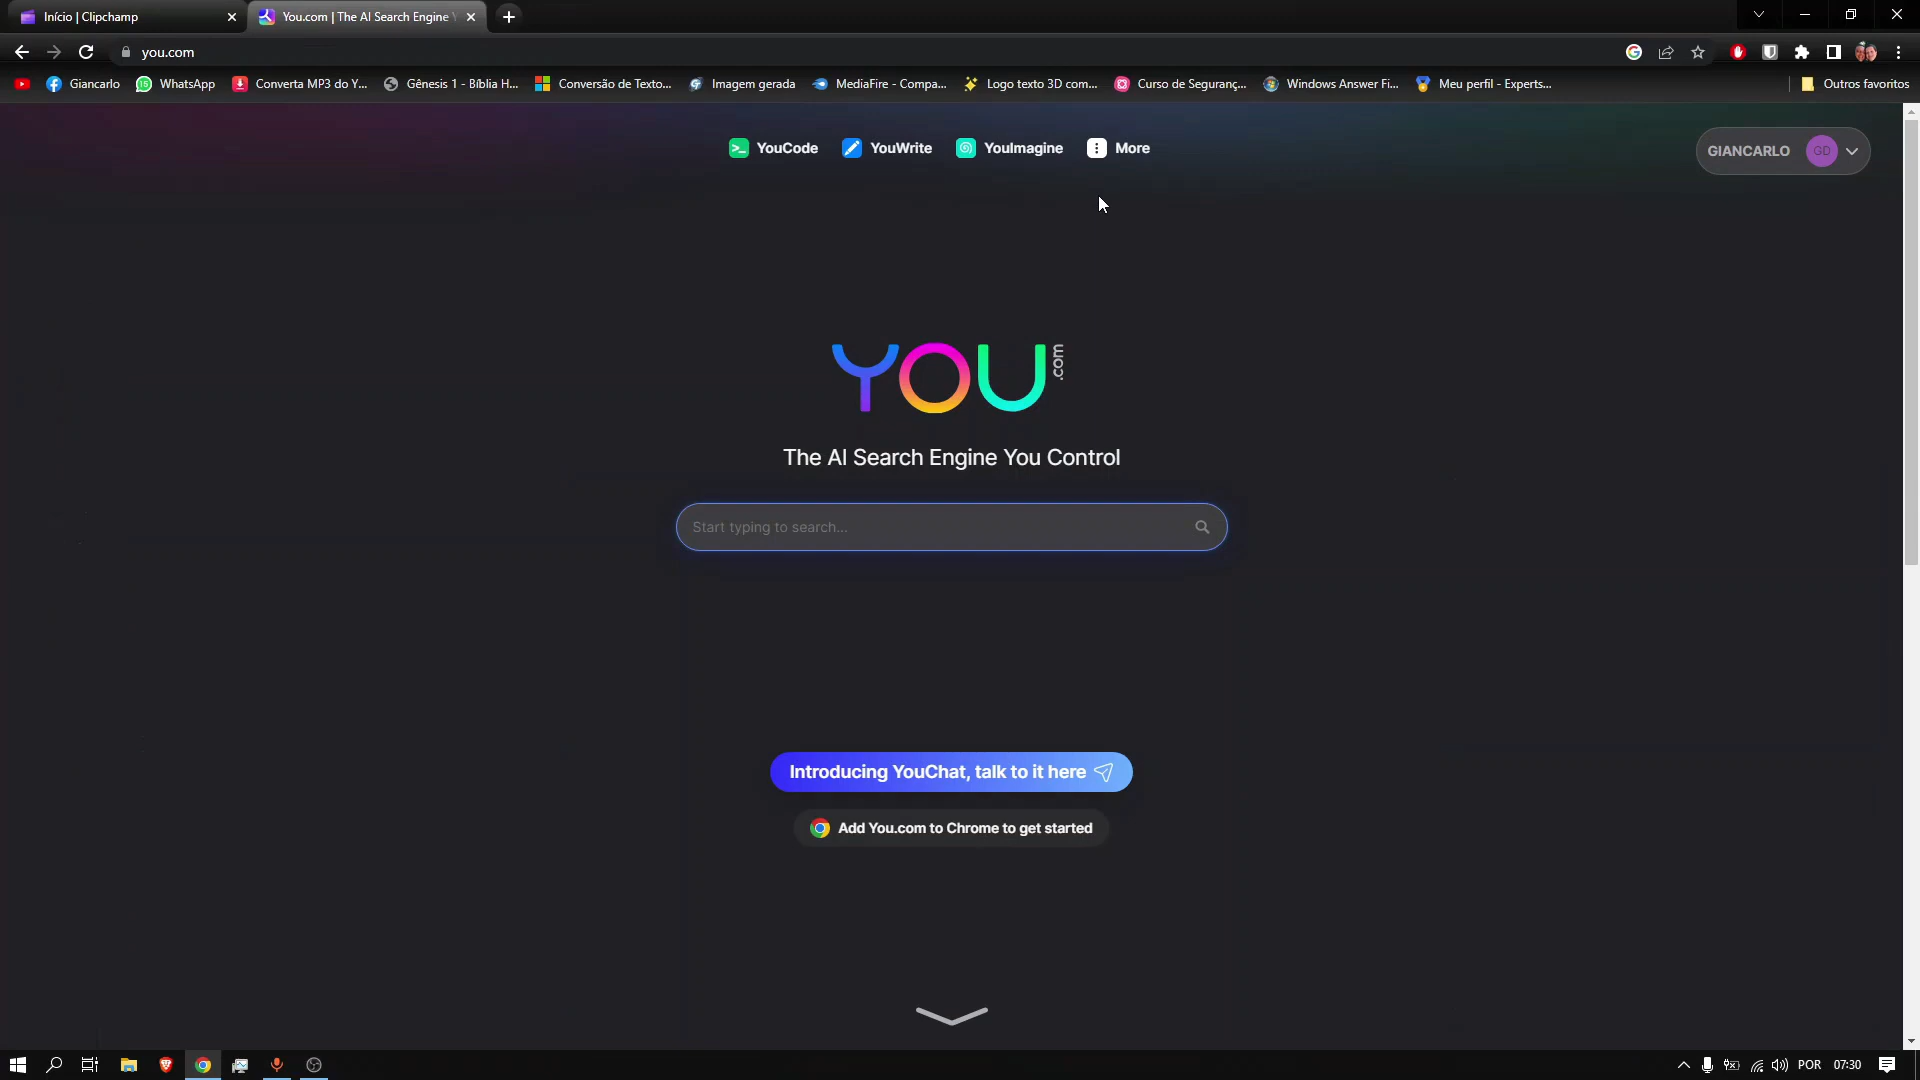 Início | Clipchamp
You.com | The AI Search Engine Y
you.com
Giancarlo
WhatsApp
Converta MP3 do Y...
Gênesis 1 - Bíblia H...
Conversão de Texto...
Imagem gerada
MediaFire - Compa...
Logo texto 3D com...
Curso de Seguranç...
Windows Answer Fi...
Meu perfil - Experts...
Outros favoritos
YouCode
YouWrite
YouImagine
More
GIANCARLO GD
YOU.com
The AI Search Engine You Control
Start typing to search...
Introducing YouChat, talk to it here
Add You.com to Chrome to get started
POR 07:30